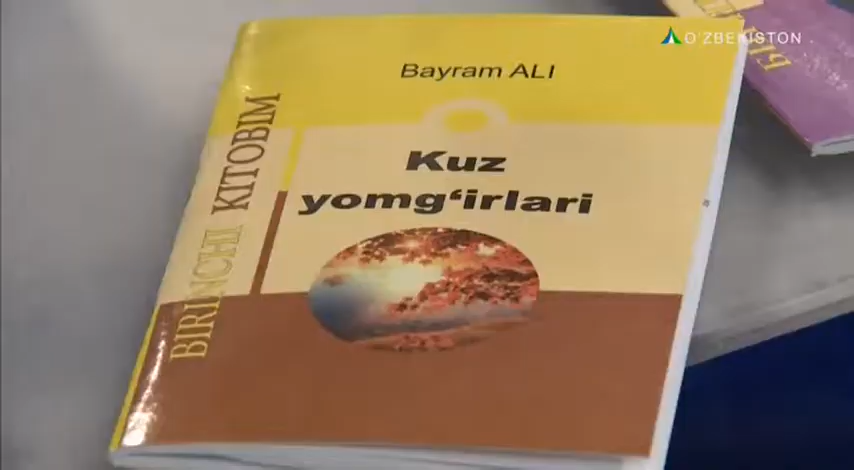 O'ZBEKISTON
Bayram ALI
Kuz
yomg‘irlari
BIRINCHI KITOBIM